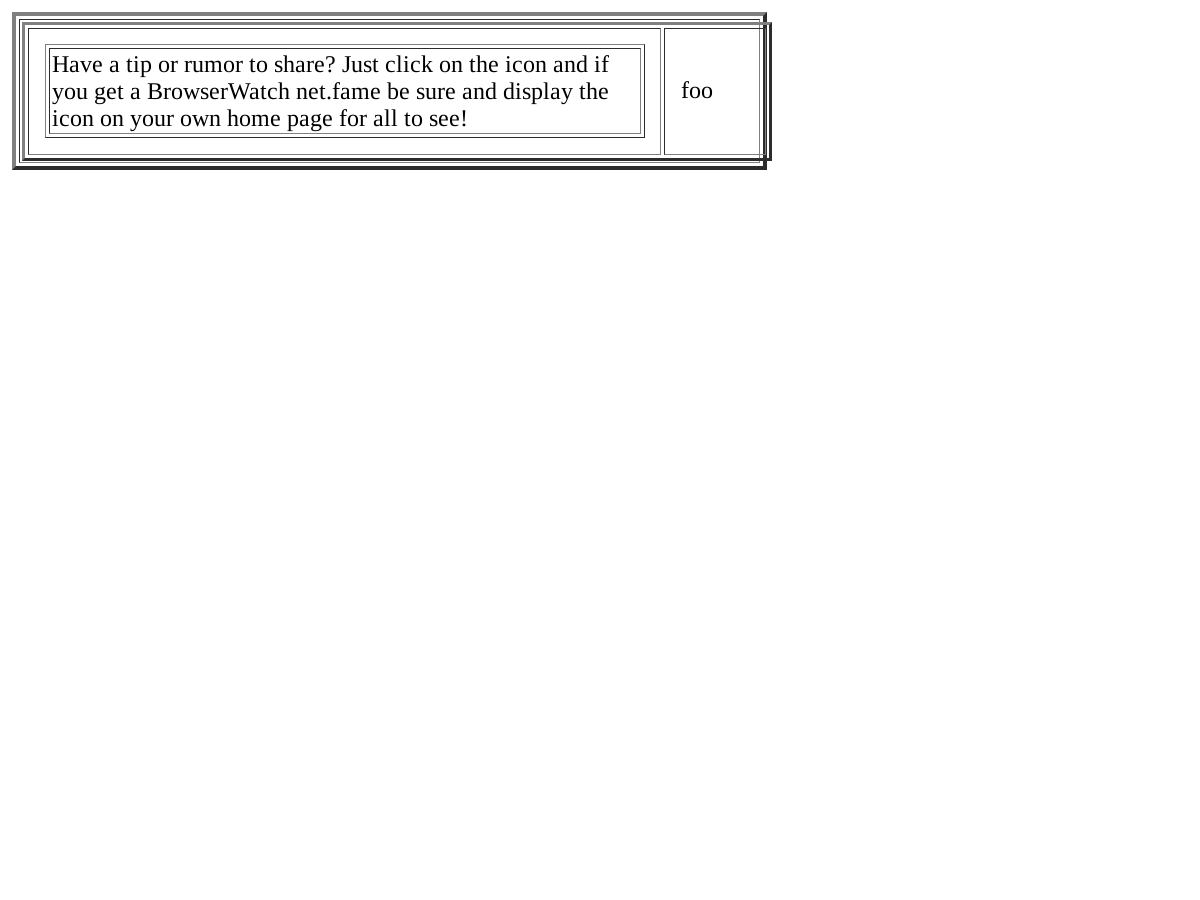 Have a tip or rumor to share? Just click on the icon and if
you get a BrowserWatch net.fame be sure and display the
icon on your own home page for all to see!
foo